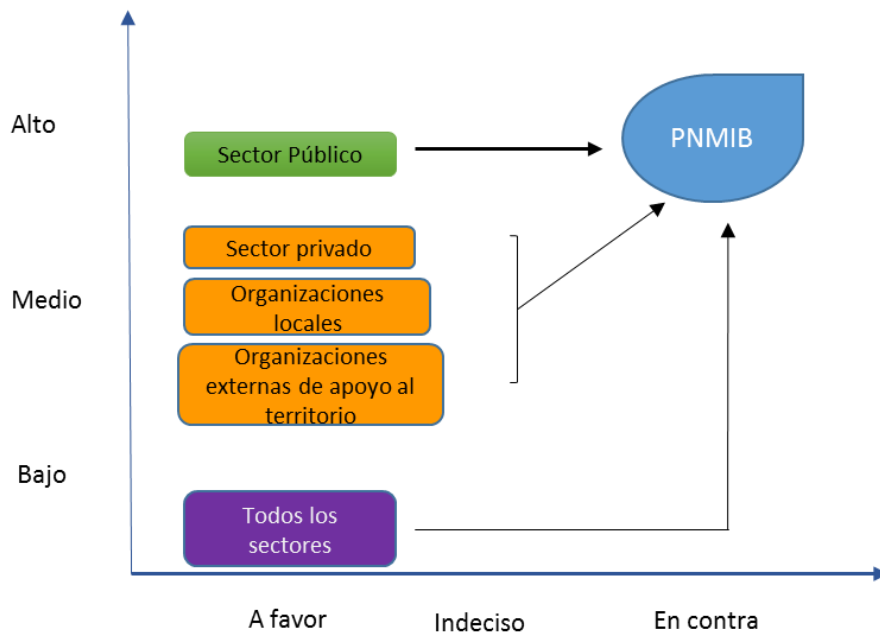 Alto
Sector Público
PNMIB
Sector privado
Medio
Organizaciones
locales
Organizaciones
externas de apoyo al
territorio
Bajo
Todos los
sectores
A favor
Indeciso
En contra